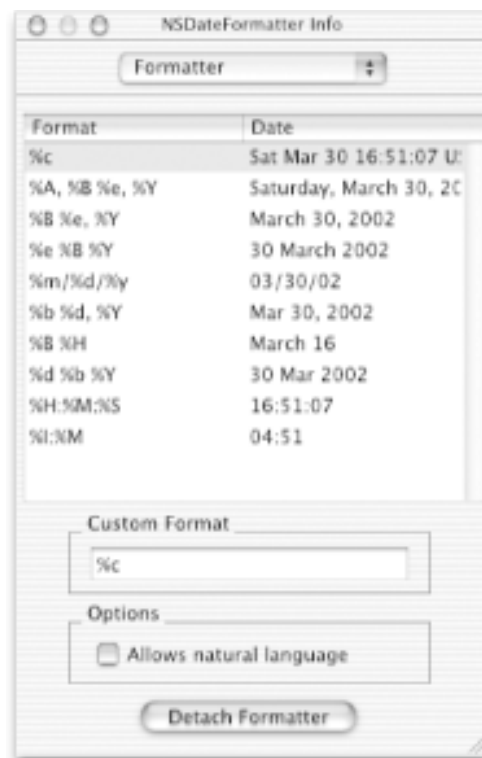 NSDateFormatter Info
Formatter
Format Date
%c Sat Mar 30 16:51:07 U
%A, %B %e, %Y Saturday, March 30, 20
%B %e, %Y March 30, 2002
%e %B %Y 30 March 2002
%m/%d/%y 03/30/02
%b %d, %Y Mar 30, 2002
%B %H March 16
%d %b %Y 30 Mar 2002
%H:%M:%S 16:51:07
%I:%M 04:51
Custom Format
%c
Options
Allows natural language
Detach Formatter